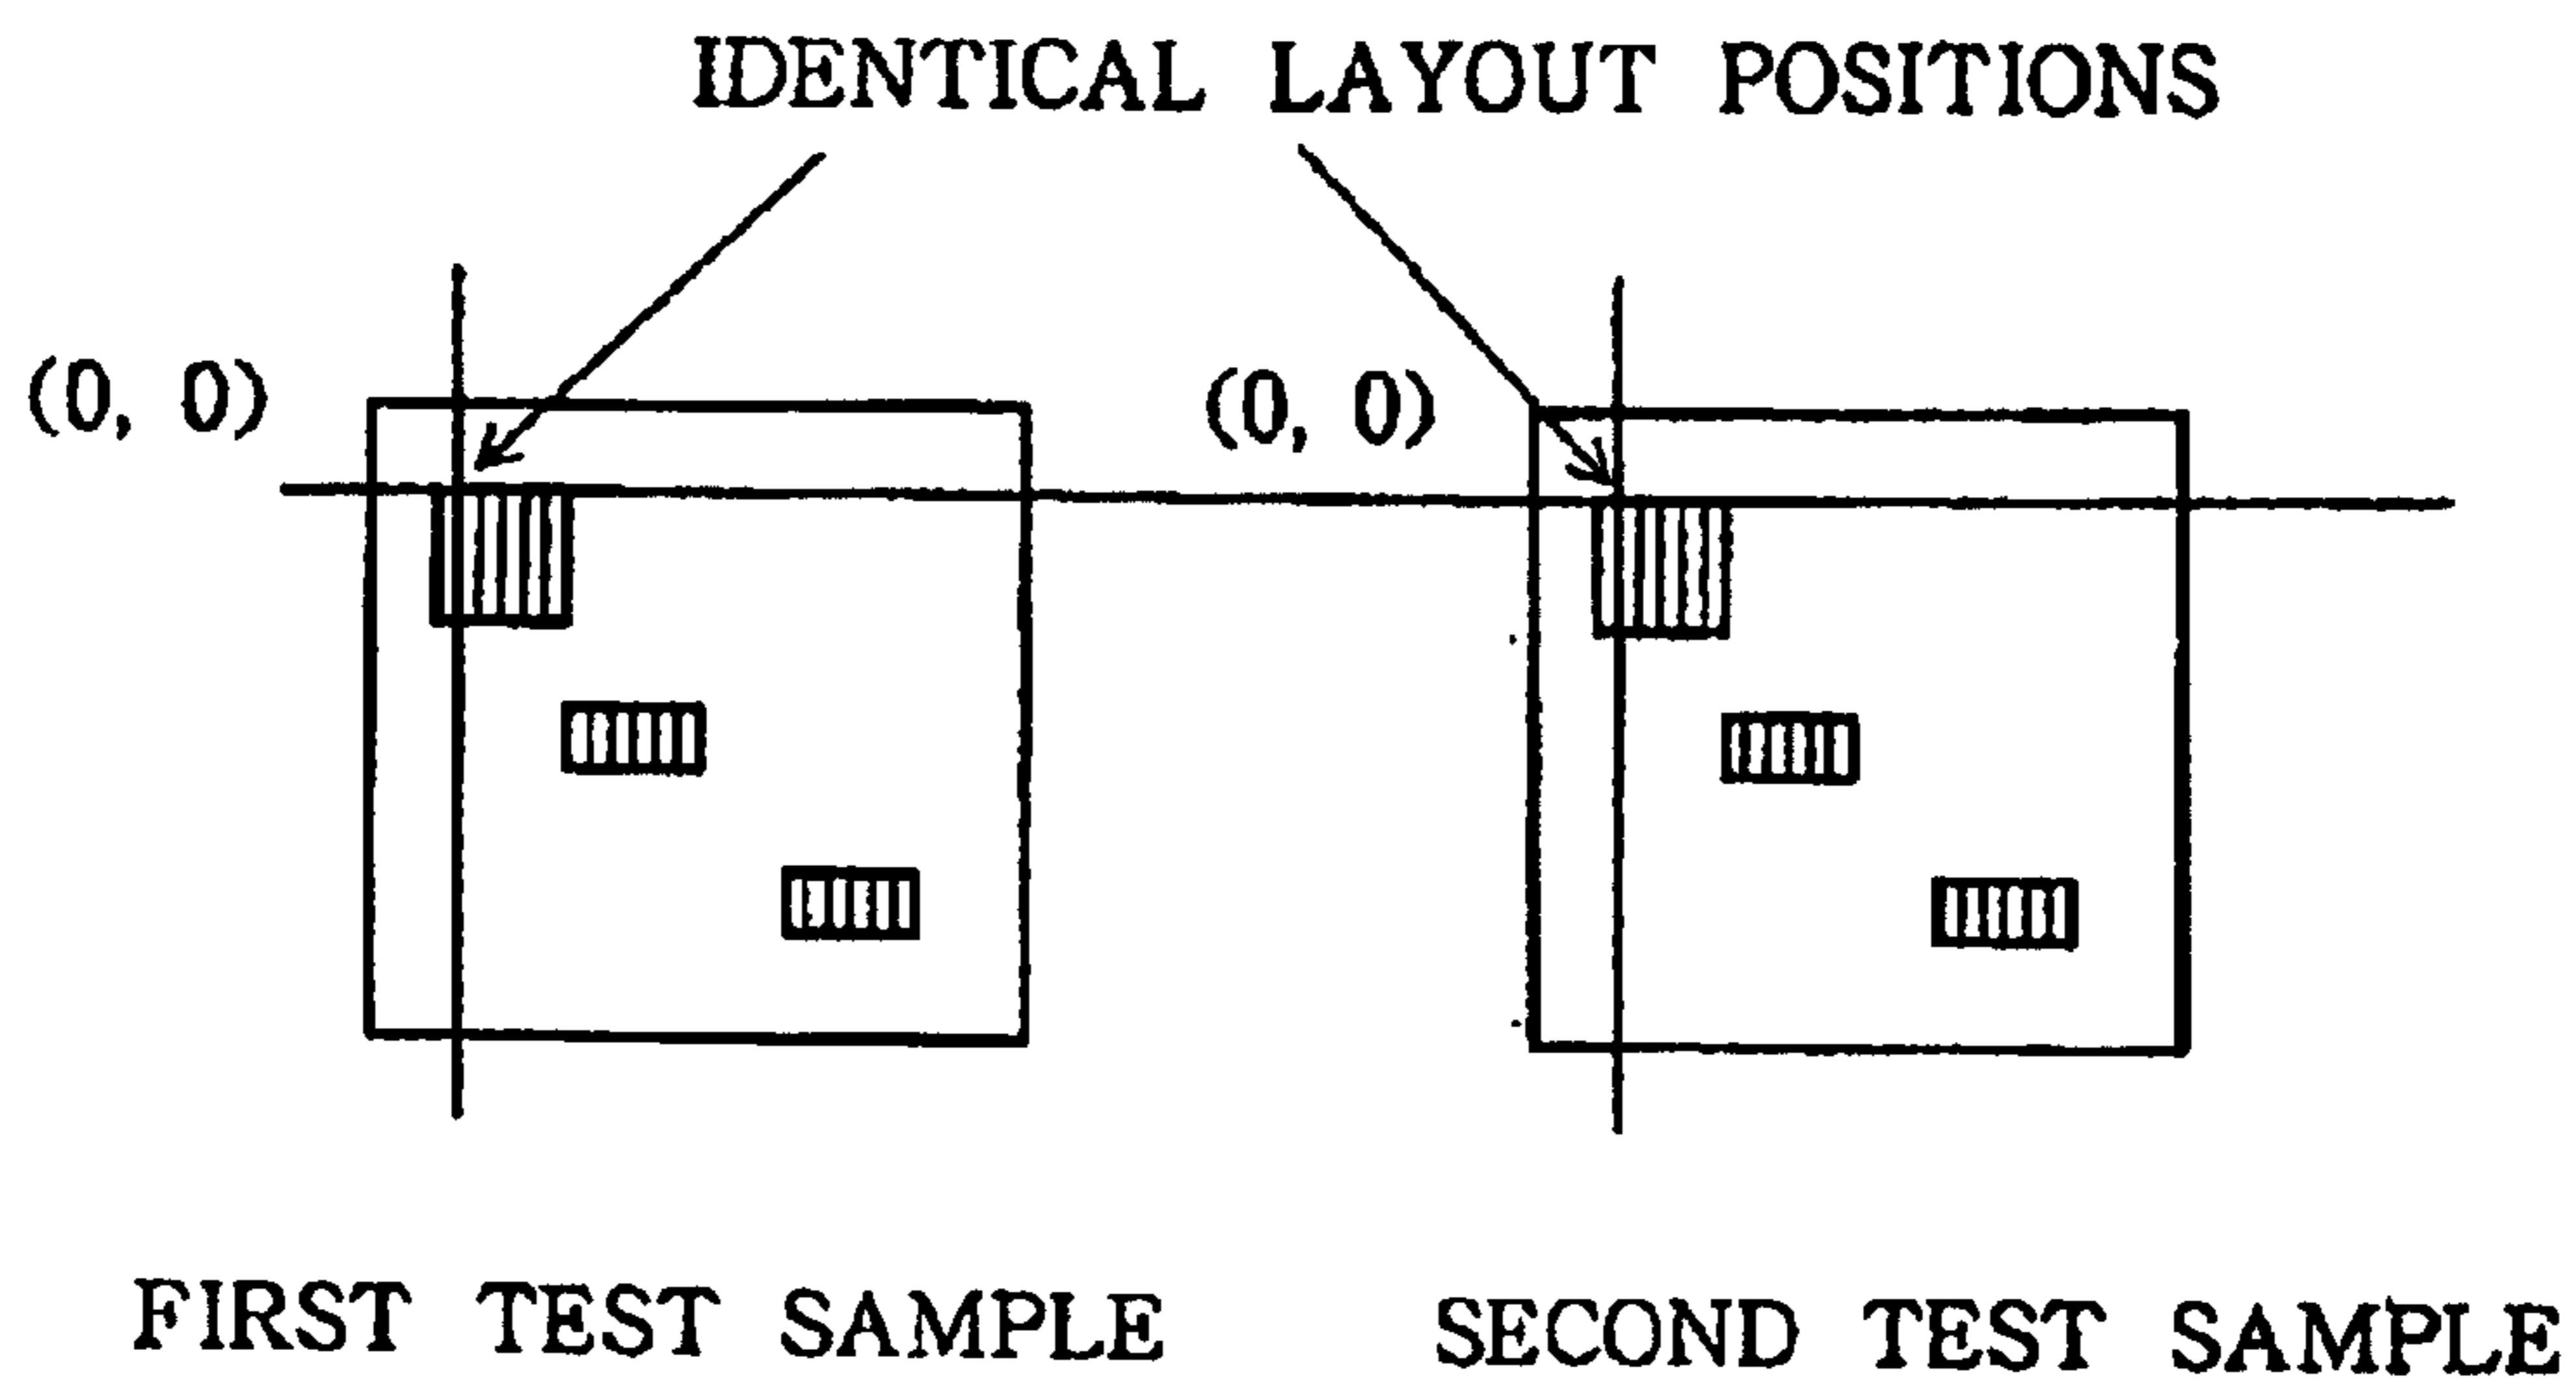 IDENTICAL LAYOUT POSITIONS
(0, 0)
(0, 0)
FIRST TEST SAMPLE
SECOND TEST SAMPLE